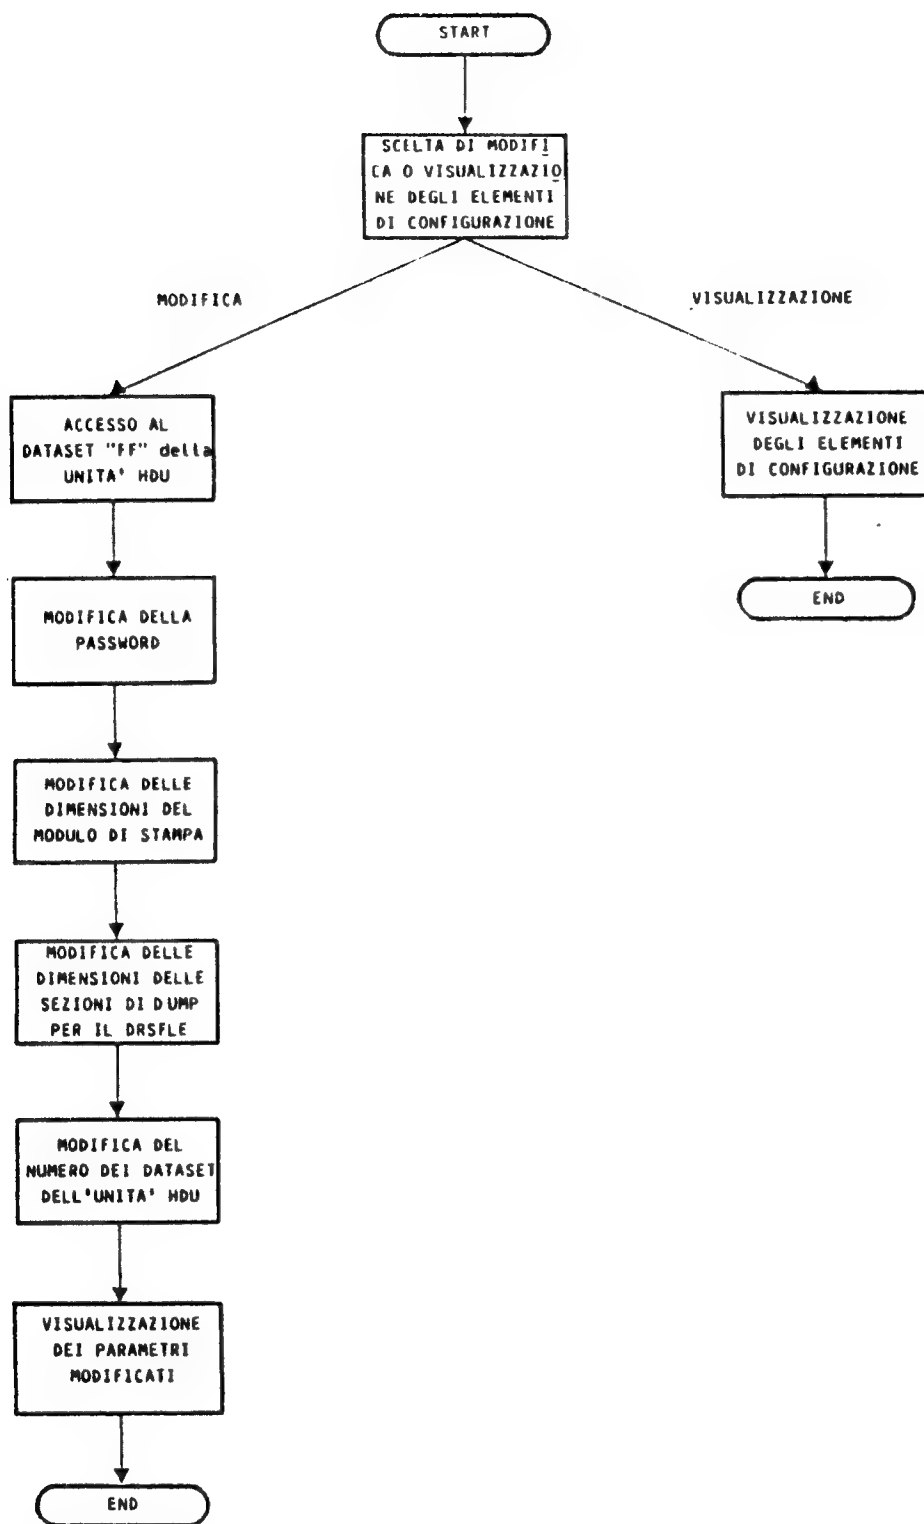 START
SCELTA DI MODIFI
CA O VISUALIZZAZIO
NE DEGLI ELEMENTI
DI CONFIGURAZIONE
MODIFICA
VISUALIZZAZIONE
ACCESSO AL
DATASET "FF" della
UNITA' HDU
VISUALIZZAZIONE
DEGLI ELEMENTI
DI CONFIGURAZIONE
MODIFICA DELLA
PASSWORD
END
MODIFICA DELLE
DIMENSIONI DEL
MODULO DI STAMPA
MODIFICA DELLE
DIMENSIONI DELLE
SEZIONI DI DUMP
PER IL DRSFLE
MODIFICA DEL
NUMERO DEI DATASET
DELL'UNITA' HDU
VISUALIZZAZIONE
DEI PARAMETRI
MODIFICATI
END